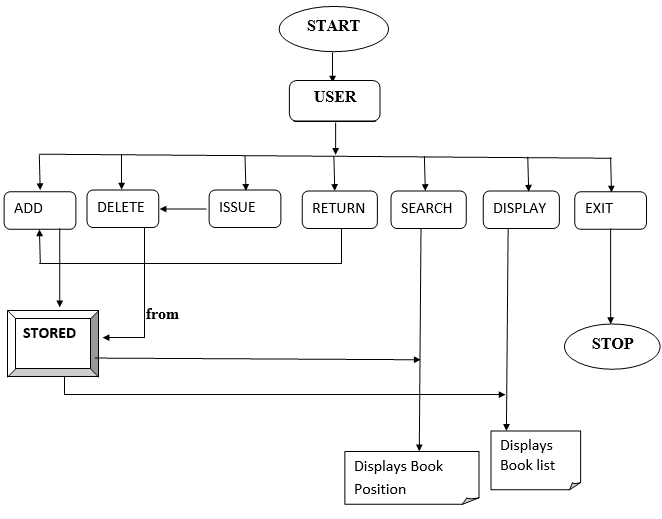 START
USER
ADD
DELETE
ISSUE
RETURN
SEARCH
DISPLAY
EXIT
from
STORED
STOP
Displays Book
Position
Displays
Book list